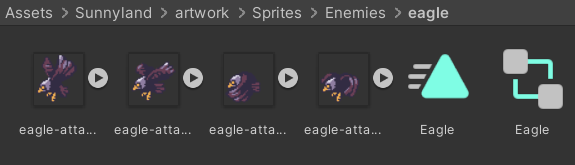 Assets > Sunnyland > artwork > Sprites > Enemies > eagle
eagle-atta... eagle-atta... eagle-atta... eagle-atta... Eagle Eagle